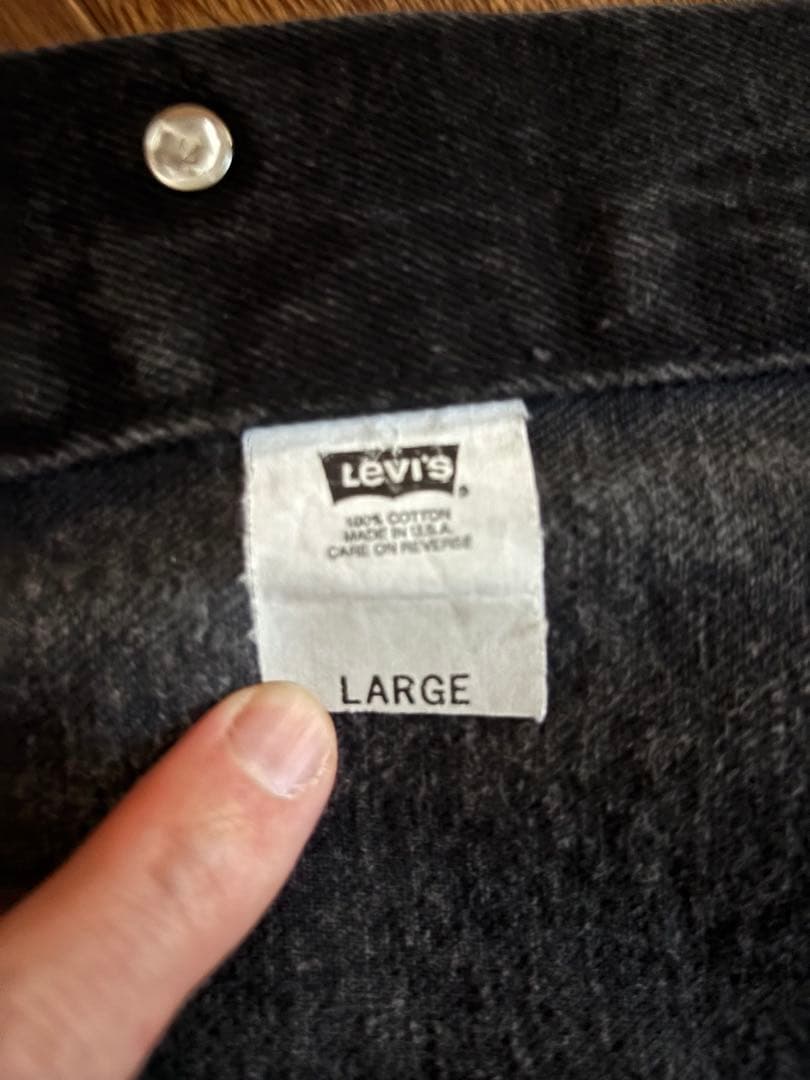 Levi's
100% COTTON
MADE IN U.S.A.
CARE ON REVERSE
LARGE